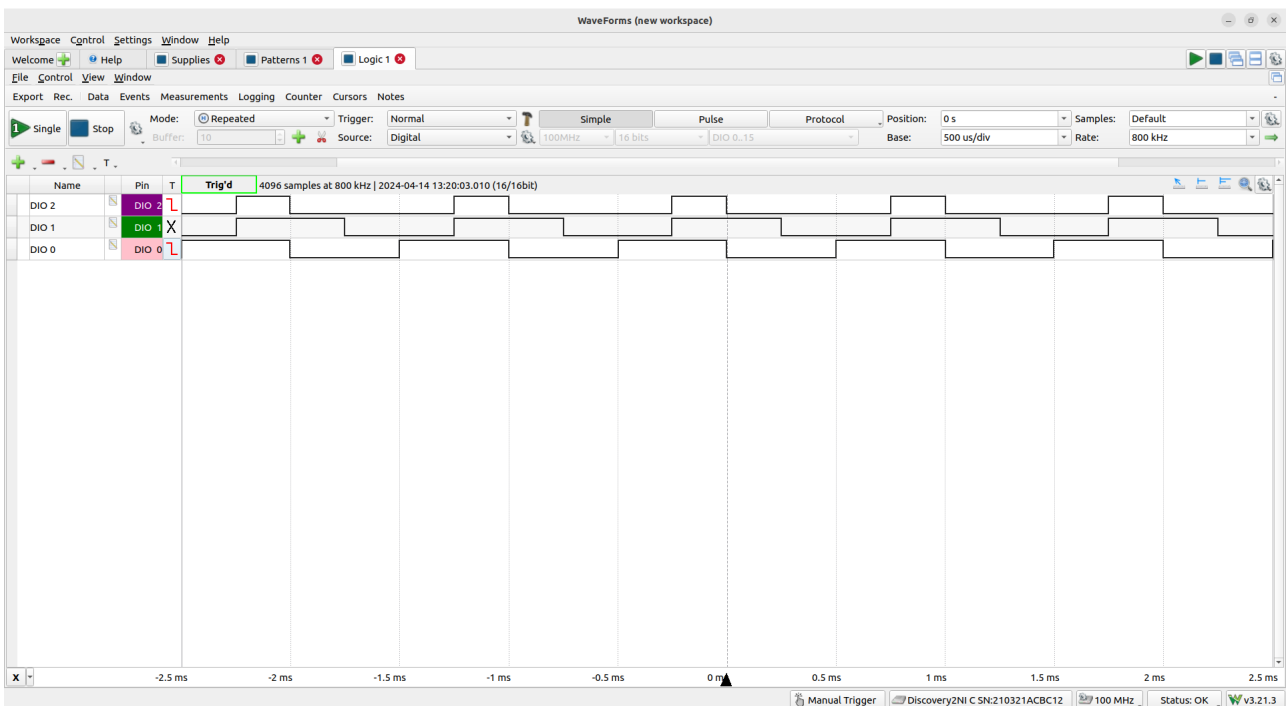 WaveForms (new workspace)
Workspace Control Settings Window Help
Welcome Help Supplies Patterns 1 Logic 1
File Control View Window
Export Rec. Data Events Measurements Logging Counter Cursors Notes
1 Single Stop Mode: Repeated Trigger: Normal Simple Pulse Protocol Position: 0 s Samples: Default
Buffer: 10 Source: Digital 100MHz 16 bits DIO 0..15 Base: 500 us/div Rate: 800 kHz
T
Name Pin T Trig'd 4096 samples at 800 kHz | 2024-04-14 13:20:03.010 (16/16bit)
DIO 2 DIO 2
DIO 1 DIO 1 X
DIO 0 DIO 0
X -2.5 ms -2 ms -1.5 ms -1 ms -0.5 ms 0 ms 0.5 ms 1 ms 1.5 ms 2 ms 2.5 ms
Manual Trigger Discovery2NI C SN:210321ACBC12 100 MHz Status: OK W v3.21.3